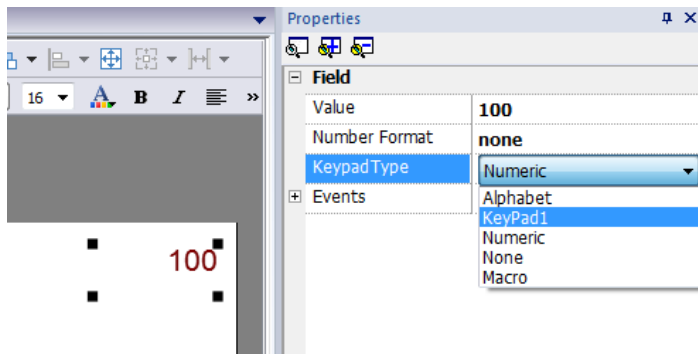 Properties
16 B I »
Field
Value 100
Number Format none
KeypadType Numeric
Events Alphabet
KeyPad1
Numeric
None
Macro
100